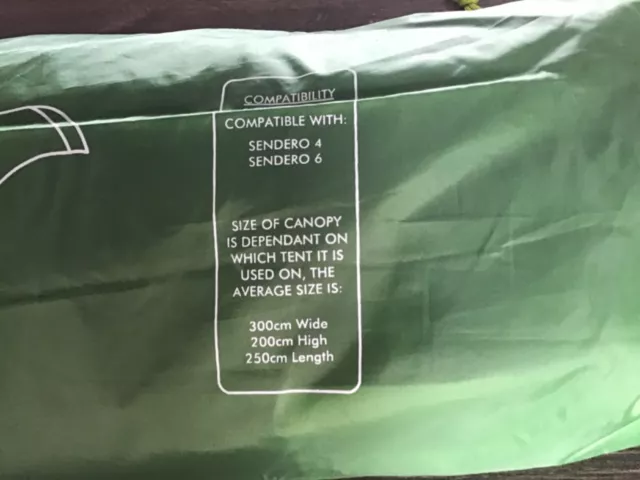 COMPATIBILITY
COMPATIBLE WITH:
SENDERO 4
SENDERO 6
SIZE OF CANOPY
IS DEPENDANT ON
WHICH TENT IT IS
USED ON, THE
AVERAGE SIZE IS:
300cm Wide
200cm High
250cm Length